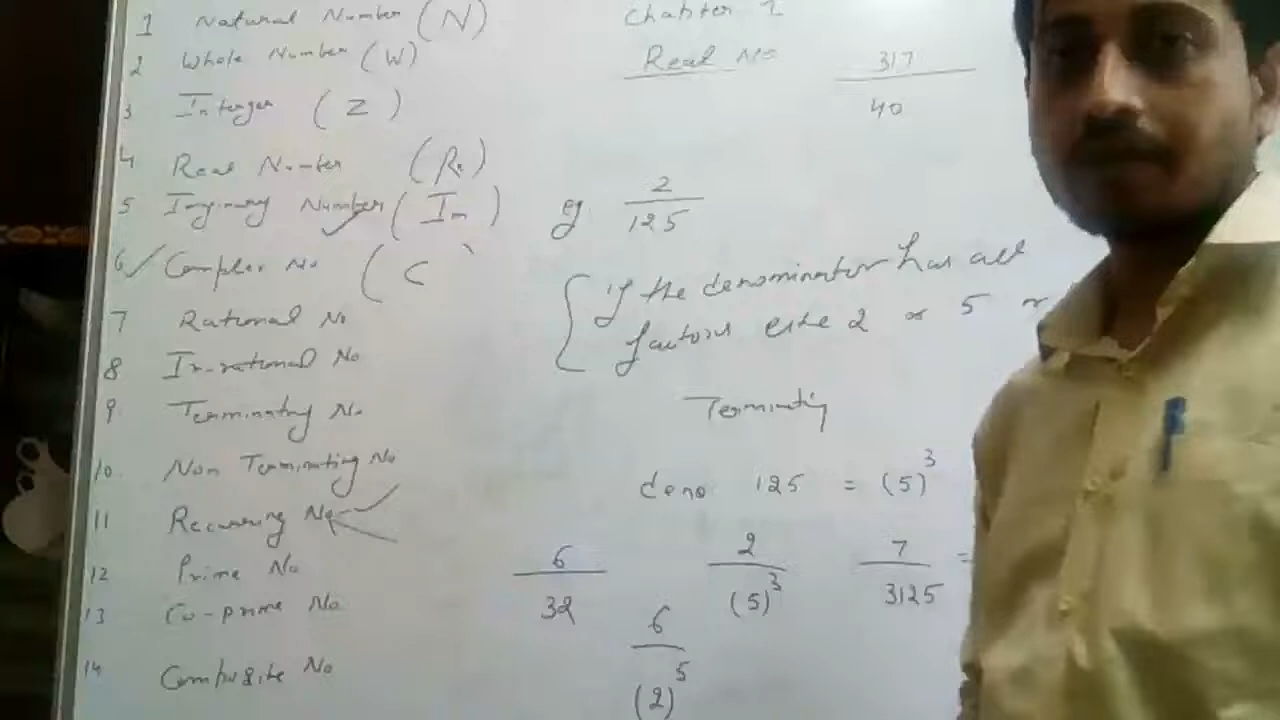 1 Natural Number (N)
2 Whole Number (W)
3 Interger (Z)
4 Real Number (R)
5 Imginary Number (Im)
6 Complex No (C)
7 Rational No
8 Ir-rational No
9 Terminating No
10. Non Terminating No
11 Recurring No
12 Prime No
13 Co-prime No
14 Composite No
Chapter 1
Real No
317
40
eg. 2
125
if the denominator has all
factors like 2 or 5 or
Terminating
deno 125 = (5)^3
6
32
2
(5)^3
7 =
3125
6
(2)^5